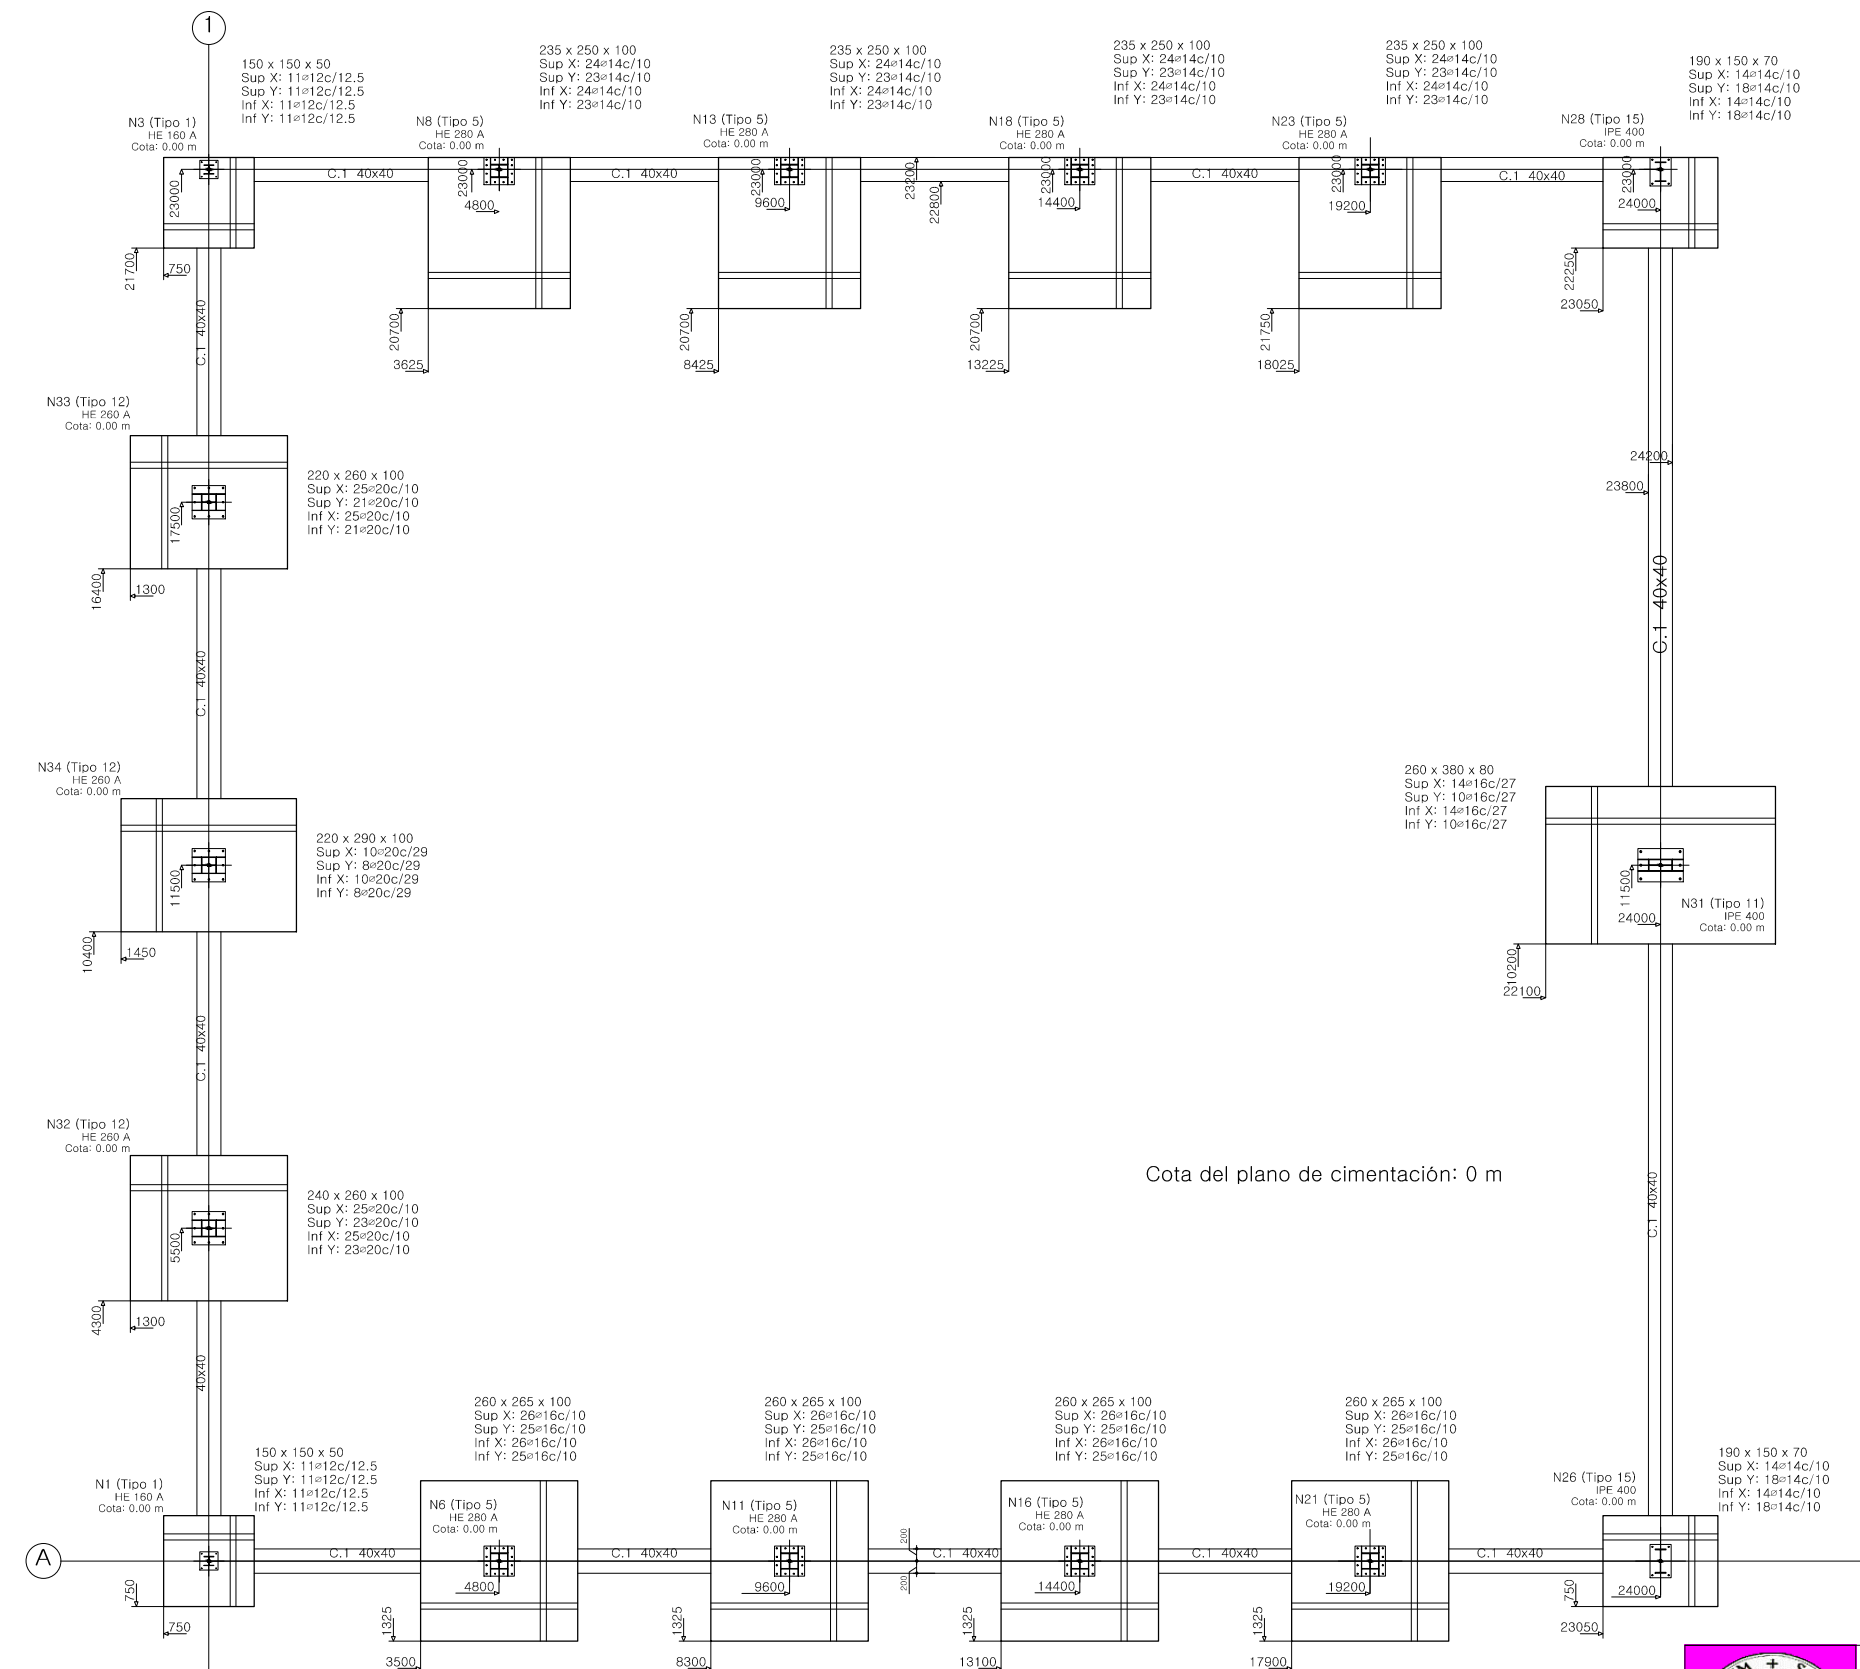 1
150 x 150 x 50
Sup X: 11⌀12c/12.5
Sup Y: 11⌀12c/12.5
Inf X: 11⌀12c/12.5
Inf Y: 11⌀12c/12.5
235 x 250 x 100
Sup X: 24⌀14c/10
Sup Y: 23⌀14c/10
Inf X: 24⌀14c/10
Inf Y: 23⌀14c/10
235 x 250 x 100
Sup X: 24⌀14c/10
Sup Y: 23⌀14c/10
Inf X: 24⌀14c/10
Inf Y: 23⌀14c/10
235 x 250 x 100
Sup X: 24⌀14c/10
Sup Y: 23⌀14c/10
Inf X: 24⌀14c/10
Inf Y: 23⌀14c/10
235 x 250 x 100
Sup X: 24⌀14c/10
Sup Y: 23⌀14c/10
Inf X: 24⌀14c/10
Inf Y: 23⌀14c/10
190 x 150 x 70
Sup X: 14⌀14c/10
Sup Y: 18⌀14c/10
Inf X: 14⌀14c/10
Inf Y: 18⌀14c/10
N3 (Tipo 1)
HE 160 A
Cota: 0.00 m
N8 (Tipo 5)
HE 280 A
Cota: 0.00 m
N13 (Tipo 5)
HE 280 A
Cota: 0.00 m
N18 (Tipo 5)
HE 280 A
Cota: 0.00 m
N23 (Tipo 5)
HE 280 A
Cota: 0.00 m
N28 (Tipo 15)
IPE 400
Cota: 0.00 m
23000
C.1 40x40
23000
4800
C.1 40x40
23000
9600
23200
22800
23000
14400
C.1 40x40
23000
19200
C.1 40x40
23000
24000
21700
750
20700
3625
20700
8425
20700
13225
21750
18025
22250
23050
C.1 40x40
N33 (Tipo 12)
HE 260 A
Cota: 0.00 m
220 x 260 x 100
Sup X: 25⌀20c/10
Sup Y: 21⌀20c/10
Inf X: 25⌀20c/10
Inf Y: 21⌀20c/10
17500
16400
1300
24200
23800
C.1 40x40
C.1 40x40
N34 (Tipo 12)
HE 260 A
Cota: 0.00 m
220 x 290 x 100
Sup X: 10⌀20c/29
Sup Y: 8⌀20c/29
Inf X: 10⌀20c/29
Inf Y: 8⌀20c/29
11500
10400
1450
260 x 380 x 80
Sup X: 14⌀16c/27
Sup Y: 10⌀16c/27
Inf X: 14⌀16c/27
Inf Y: 10⌀16c/27
11500
24000
N31 (Tipo 11)
IPE 400
Cota: 0.00 m
10200
22100
C.1 40x40
N32 (Tipo 12)
HE 260 A
Cota: 0.00 m
240 x 260 x 100
Sup X: 25⌀20c/10
Sup Y: 23⌀20c/10
Inf X: 25⌀20c/10
Inf Y: 23⌀20c/10
5500
4300
1300
Cota del plano de cimentación: 0 m
C.1 40x40
40x40
150 x 150 x 50
Sup X: 11⌀12c/12.5
Sup Y: 11⌀12c/12.5
Inf X: 11⌀12c/12.5
Inf Y: 11⌀12c/12.5
260 x 265 x 100
Sup X: 26⌀16c/10
Sup Y: 25⌀16c/10
Inf X: 26⌀16c/10
Inf Y: 25⌀16c/10
260 x 265 x 100
Sup X: 26⌀16c/10
Sup Y: 25⌀16c/10
Inf X: 26⌀16c/10
Inf Y: 25⌀16c/10
260 x 265 x 100
Sup X: 26⌀16c/10
Sup Y: 25⌀16c/10
Inf X: 26⌀16c/10
Inf Y: 25⌀16c/10
260 x 265 x 100
Sup X: 26⌀16c/10
Sup Y: 25⌀16c/10
Inf X: 26⌀16c/10
Inf Y: 25⌀16c/10
190 x 150 x 70
Sup X: 14⌀14c/10
Sup Y: 18⌀14c/10
Inf X: 14⌀14c/10
Inf Y: 18⌀14c/10
N1 (Tipo 1)
HE 160 A
Cota: 0.00 m
N6 (Tipo 5)
HE 280 A
Cota: 0.00 m
N11 (Tipo 5)
HE 280 A
Cota: 0.00 m
N16 (Tipo 5)
HE 280 A
Cota: 0.00 m
N21 (Tipo 5)
HE 280 A
Cota: 0.00 m
N26 (Tipo 15)
IPE 400
Cota: 0.00 m
A
C.1 40x40
4800
C.1 40x40
9600
200
200
C.1 40x40
14400
C.1 40x40
19200
C.1 40x40
24000
750
750
1325
3500
1325
8300
1325
13100
1325
17900
750
23050